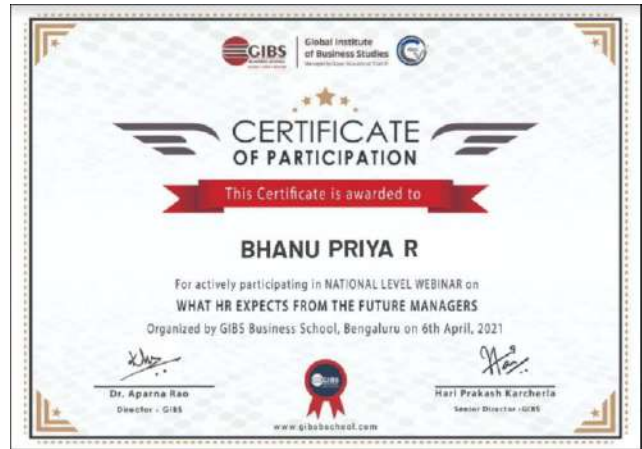 GIBS
Global Institute
of Business Studies
CERTIFICATE
OF PARTICIPATION
This Certificate is awarded to
BHANU PRIYA R
For actively participating in NATIONAL LEVEL WEBINAR on
WHAT HR EXPECTS FROM THE FUTURE MANAGERS
Organized by GIBS Business School, Bengaluru on 6th April, 2021
Dr. Aparna Rao
Director - GIBS
GIBS
Hari Prakash Karcherla
Senior Director -GIBS
www.gibsbschool.com